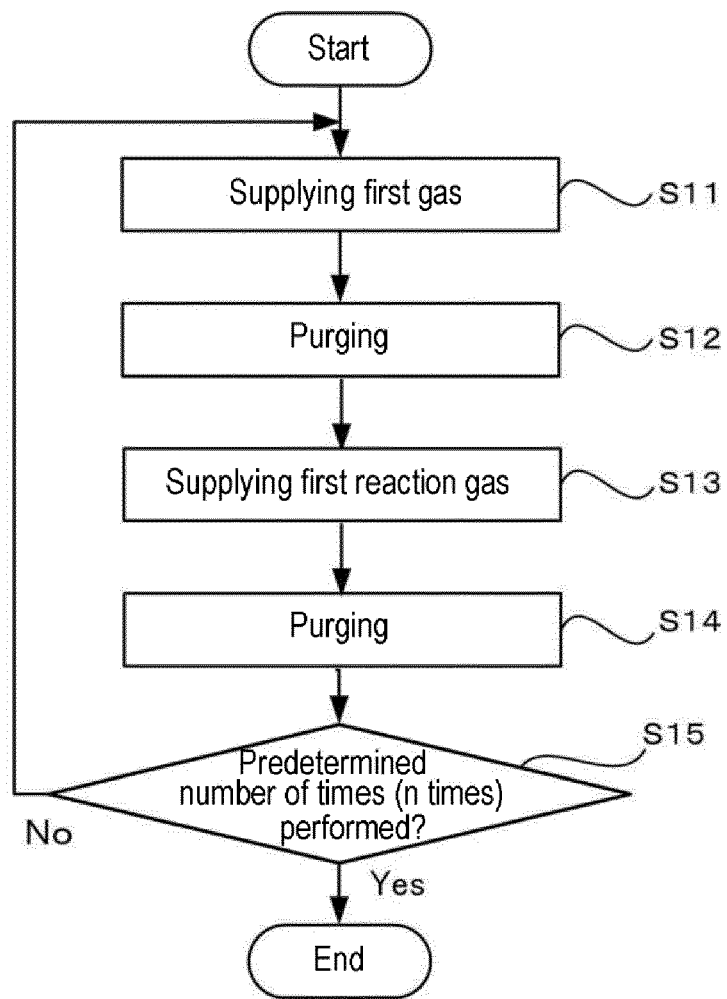 Start
Supplying first gas
S11
Purging
S12
Supplying first reaction gas
S13
Purging
S14
S15
Predetermined
number of times (n times)
performed?
No
Yes
End